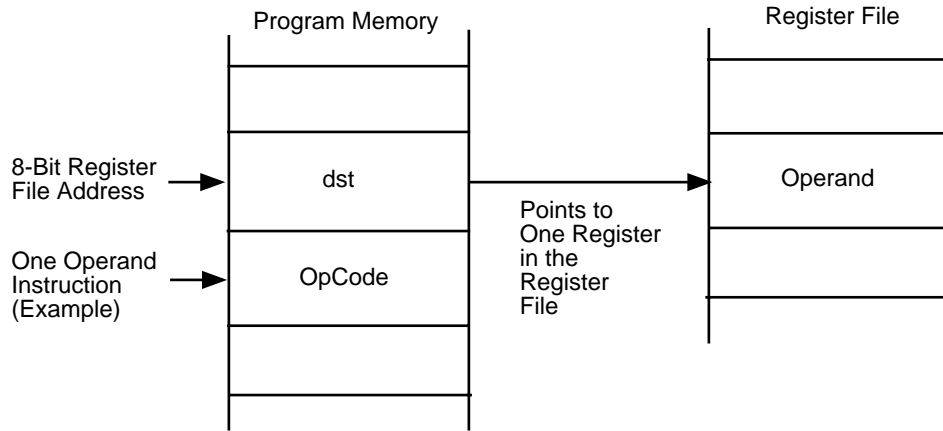 Program Memory
Register File
8-Bit Register
File Address
dst
Operand
Points to
One Register
in the
Register
File
One Operand
Instruction
(Example)
OpCode